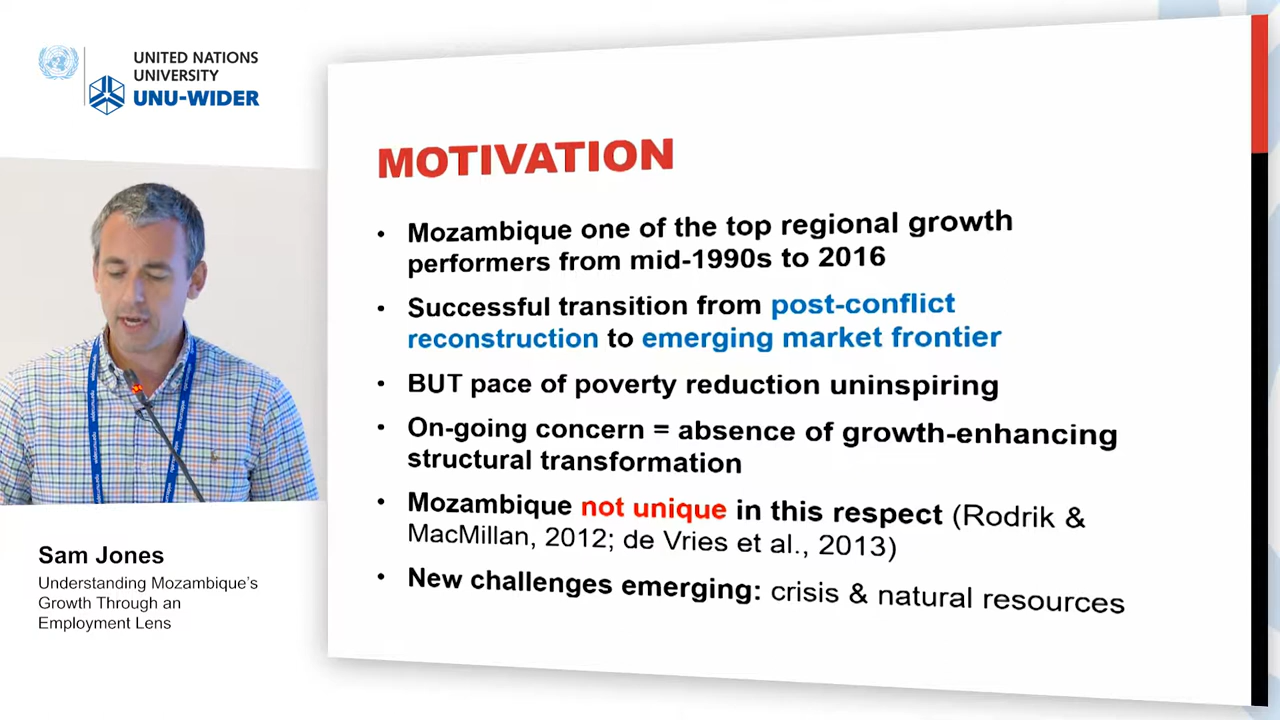 UNITED NATIONS
UNIVERSITY
UNU-WIDER
Sam Jones
Understanding Mozambique's
Growth Through an
Employment Lens
MOTIVATION
• Mozambique one of the top regional growth
performers from mid-1990s to 2016
• Successful transition from post-conflict
reconstruction to emerging market frontier
• BUT pace of poverty reduction uninspiring
• On-going concern = absence of growth-enhancing
structural transformation
• Mozambique not unique in this respect (Rodrik &
MacMillan, 2012; de Vries et al., 2013)
• New challenges emerging: crisis & natural resources